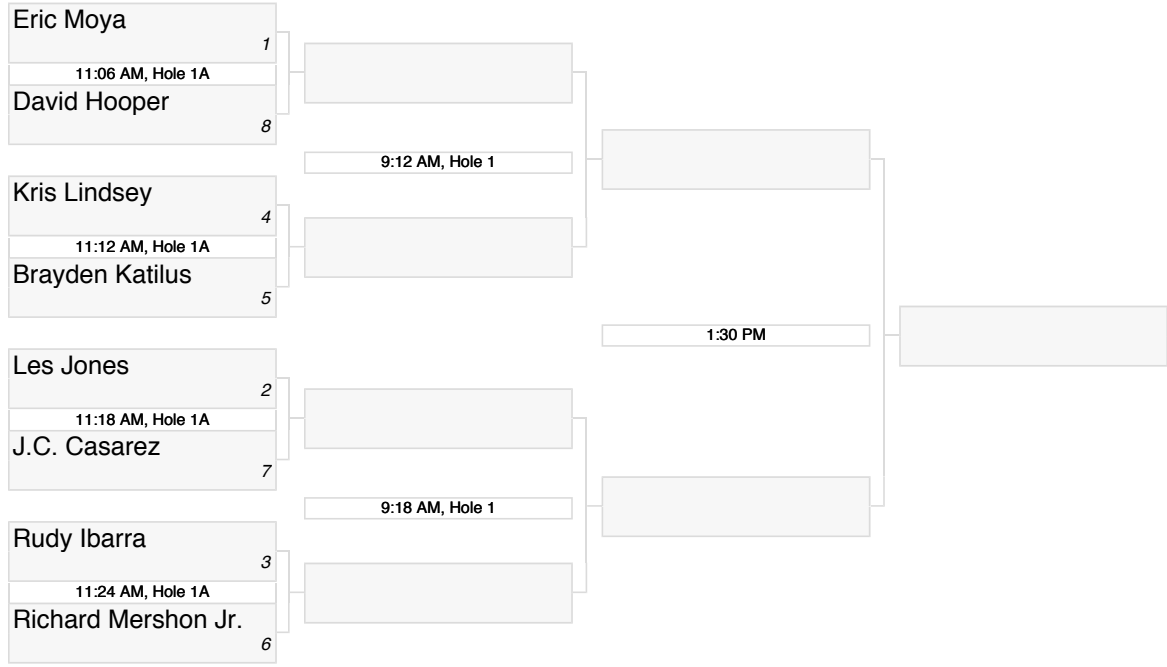 Eric Moya
1
11:06 AM, Hole 1A
David Hooper
8
9:12 AM, Hole 1
Kris Lindsey
4
11:12 AM, Hole 1A
Brayden Katilus
5
1:30 PM
Les Jones
2
11:18 AM, Hole 1A
J.C. Casarez
7
9:18 AM, Hole 1
Rudy Ibarra
3
11:24 AM, Hole 1A
Richard Mershon Jr.
6